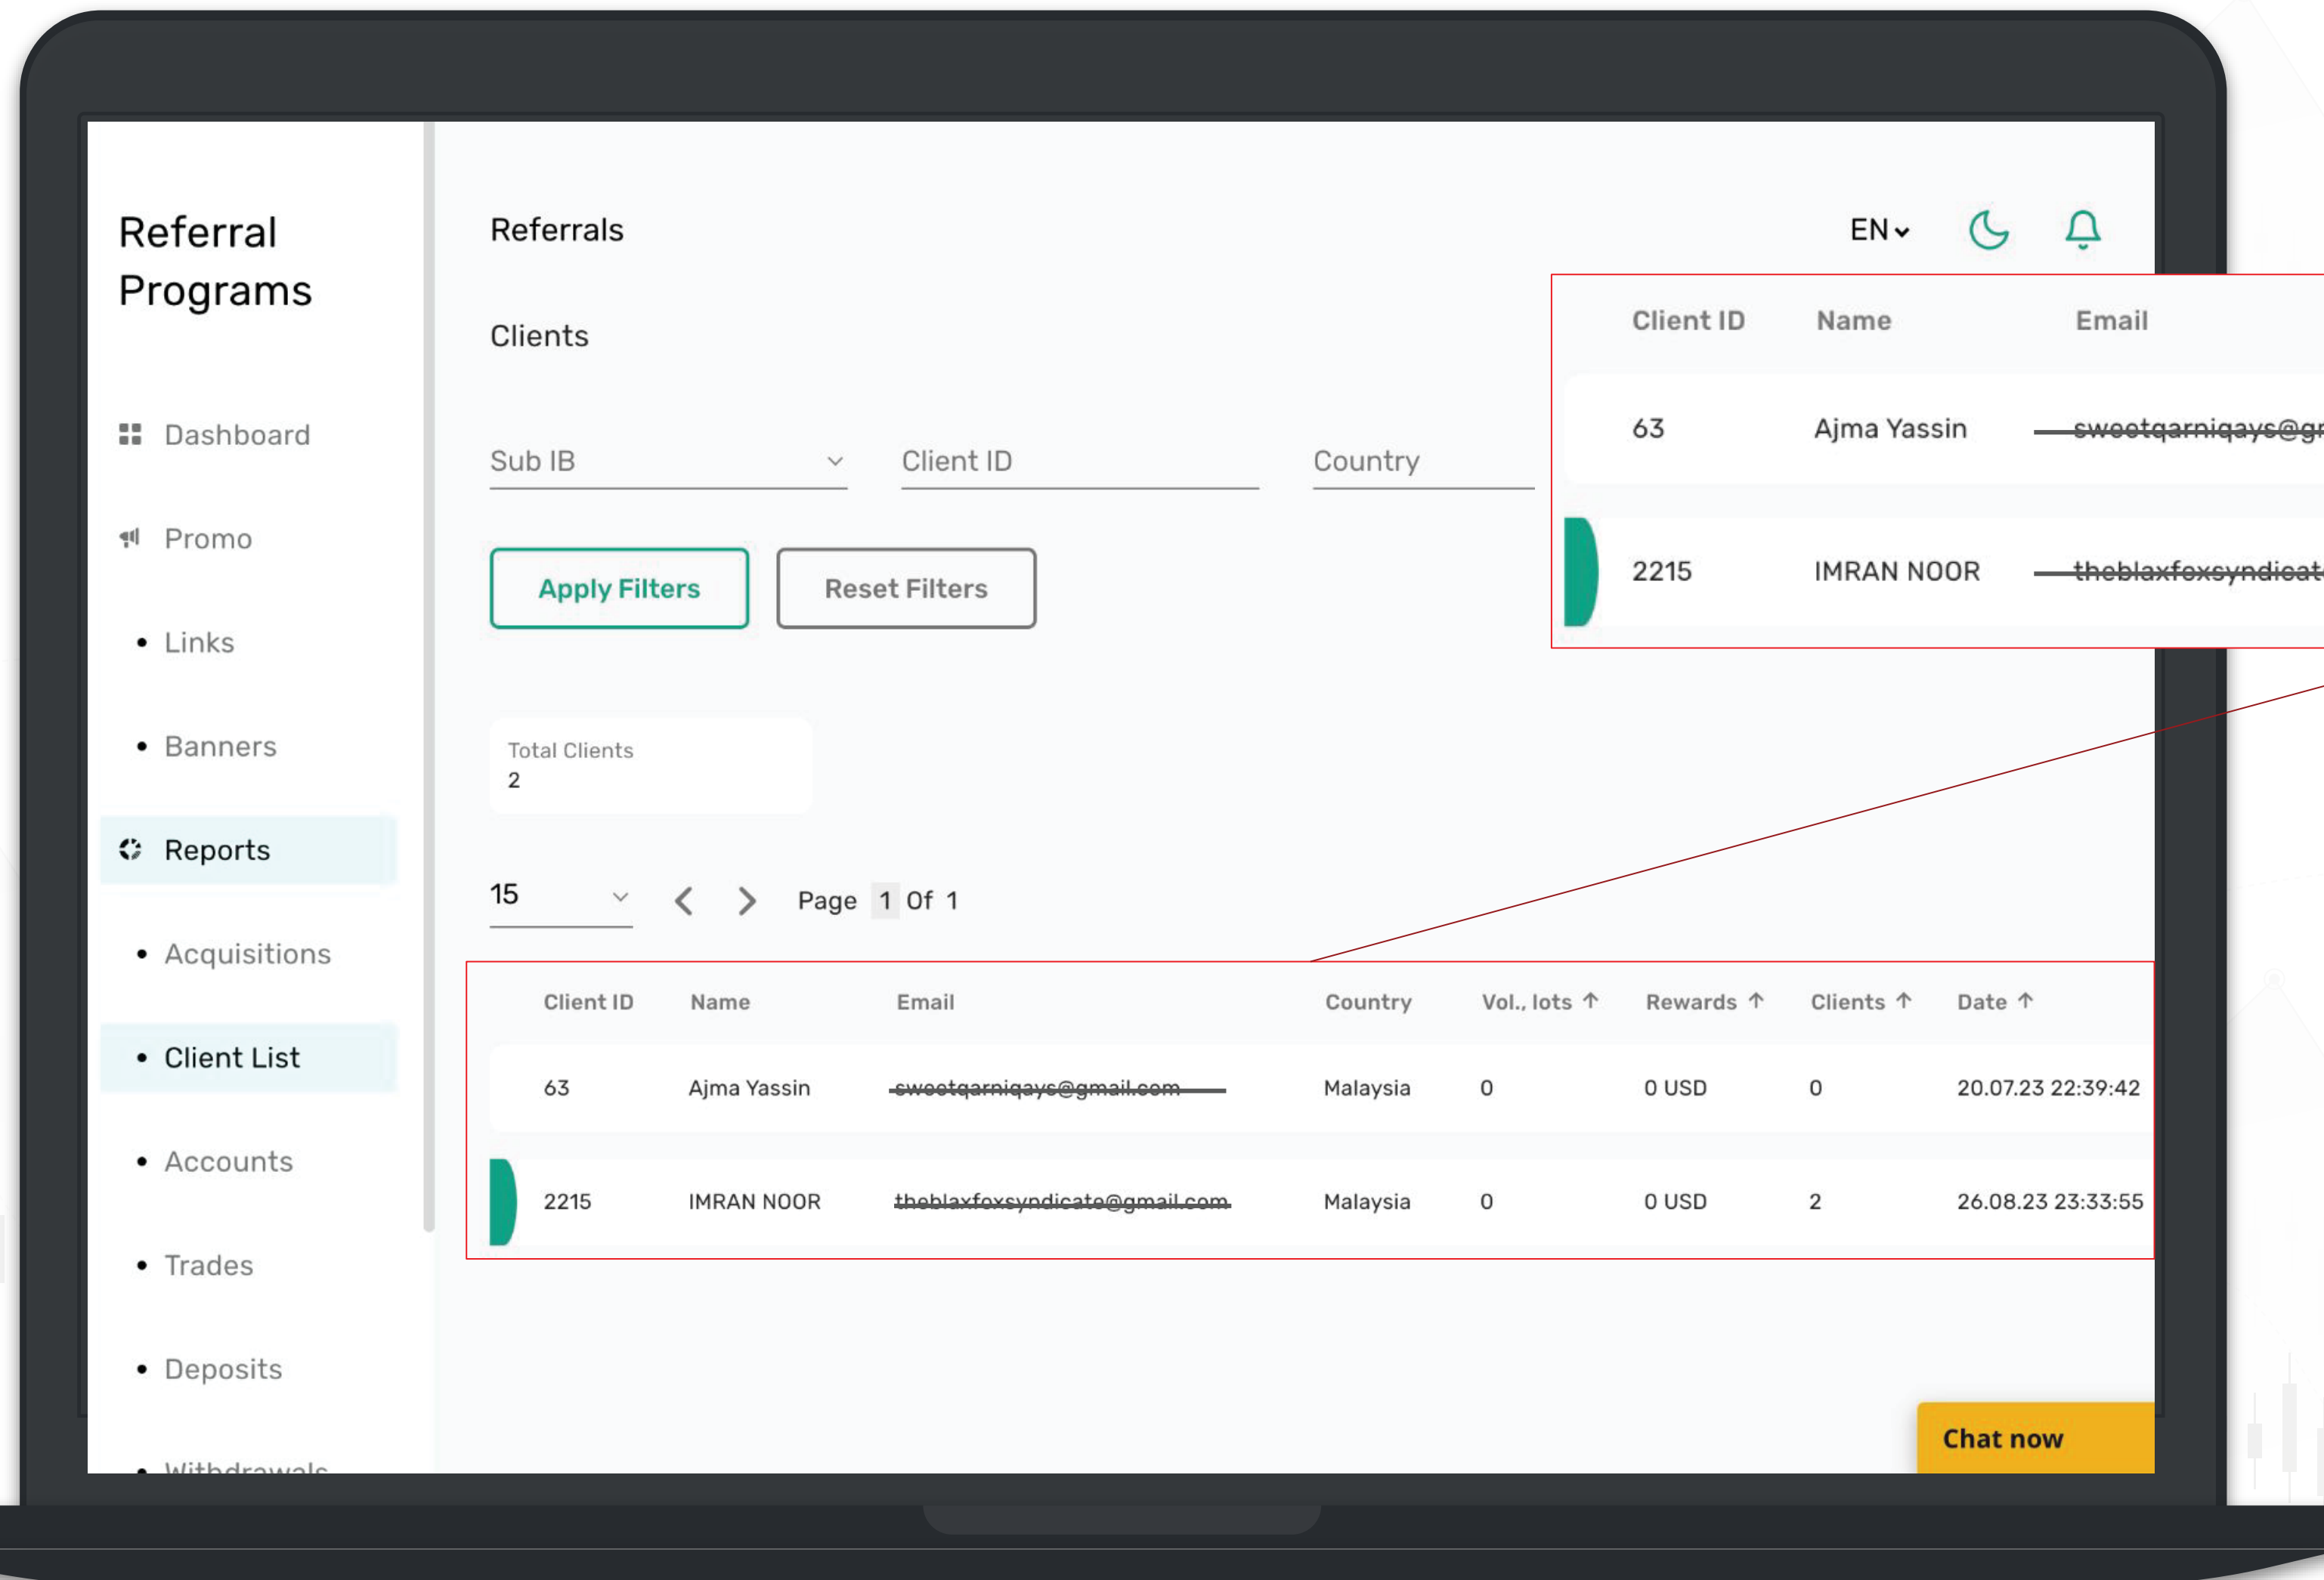 Referral
Programs
Dashboard
Promo
Links
Banners
Reports
Acquisitions
Client List
Accounts
Trades
Deposits
Withdrawals
Referrals
EN
Clients
Sub IB Client ID Country
Apply Filters Reset Filters
Total Clients
2
15 Page 1 Of 1
Client ID Name Email Country Vol., lots ↑ Rewards ↑ Clients ↑ Date ↑
63 Ajma Yassin sweetqarniqays@gmail.com Malaysia 0 0 USD 0 20.07.23 22:39:42
2215 IMRAN NOOR theblaxfoxsyndicate@gmail.com Malaysia 0 0 USD 2 26.08.23 23:33:55
Client ID Name Email
63 Ajma Yassin sweetqarniqays@g
2215 IMRAN NOOR theblaxfoxsyndicat
Chat now